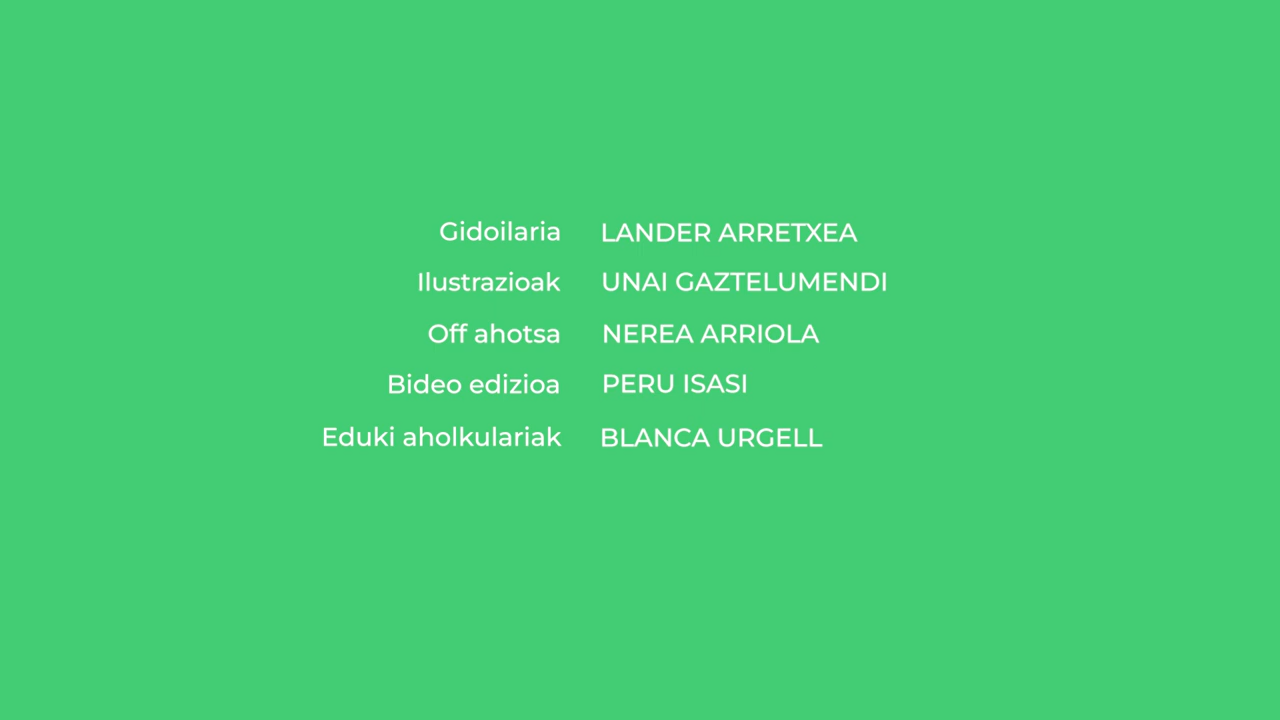 Gidoilaria LANDER ARRETXEA
Ilustrazioak UNAI GAZTELUMENDI
Off ahotsa NEREA ARRIOLA
Bideo edizioa PERU ISASI
Eduki aholkulariak BLANCA URGELL